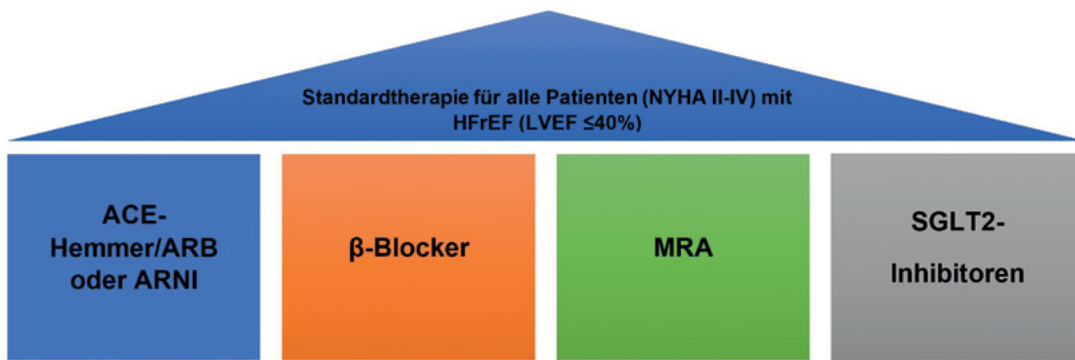 Standardtherapie für alle Patienten (NYHA II-IV) mit
HFrEF (LVEF ≤40%)
ACE-
Hemmer/ARB
oder ARNI
β-Blocker
MRA
SGLT2-
Inhibitoren